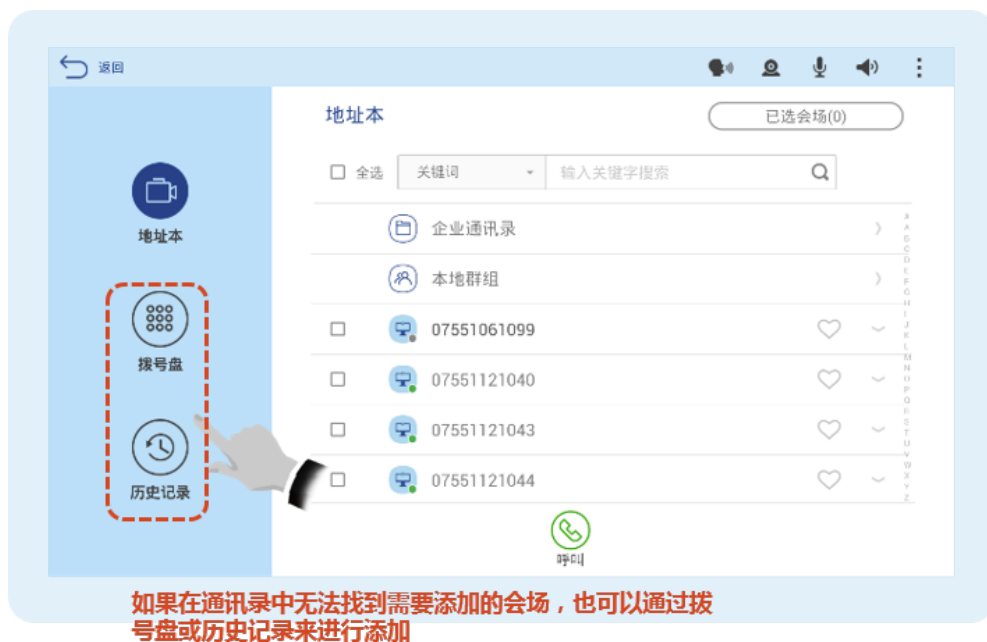 返回
地址本
已选会场(0)
全选
关键词
输入关键字搜索
地址本
企业通讯录
本地群组
07551061099
拨号盘
07551121040
07551121043
历史记录
07551121044
呼叫
如果在通讯录中无法找到需要添加的会场，也可以通过拨
号盘或历史记录来进行添加